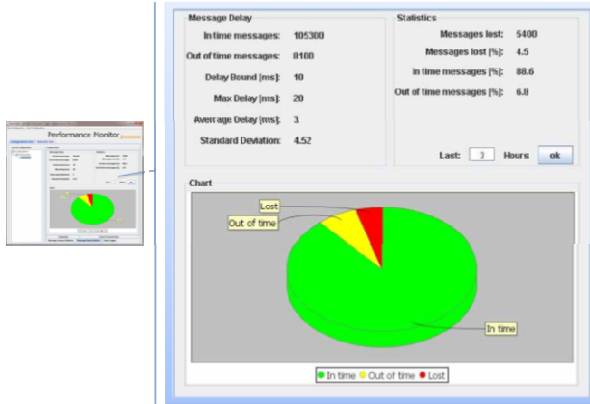 Performance Monitor
Message Delay
In time messages: 105300
Out of time messages: 8100
Delay Bound [ms]: 10
Max Delay [ms]: 20
Average Delay [ms]: 3
Standard Deviation: 4.52
Statistics
Messages lost: 5400
Messages lost [%]: 4.5
In time messages [%]: 88.6
Out of time messages [%]: 6.8
Last: 3 Hours ok
Chart
Lost
Out of time
In time
In time Out of time Lost